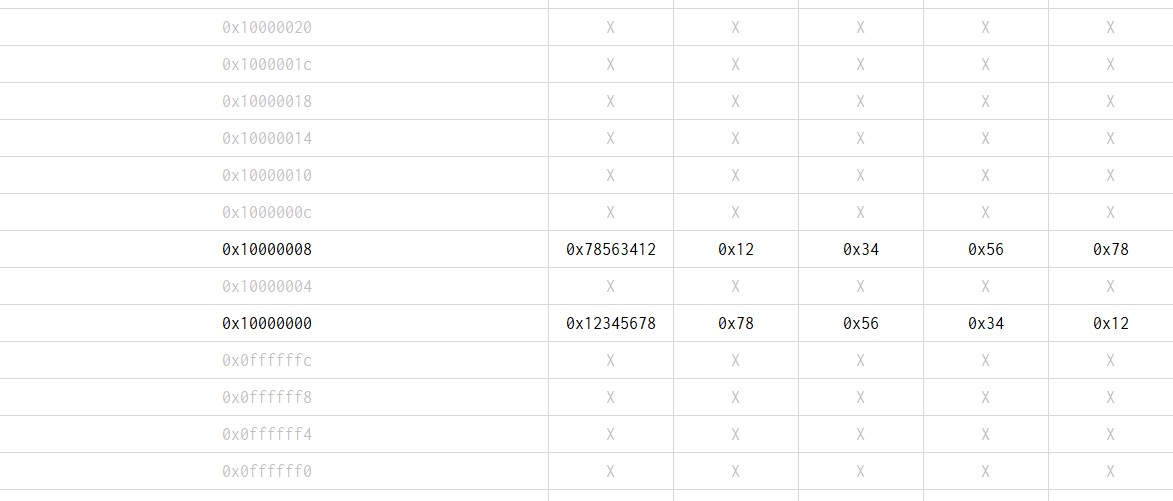 0x10000020 X X X X X
0x1000001c X X X X X
0x10000018 X X X X X
0x10000014 X X X X X
0x10000010 X X X X X
0x1000000c X X X X X
0x10000008 0x78563412 0x12 0x34 0x56 0x78
0x10000004 X X X X X
0x10000000 0x12345678 0x78 0x56 0x34 0x12
0x0ffffffc X X X X X
0x0ffffff8 X X X X X
0x0ffffff4 X X X X X
0x0ffffff0 X X X X X